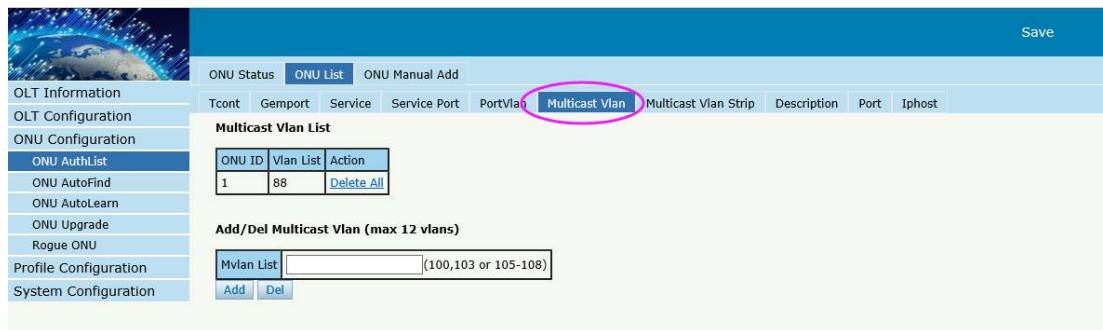 Save
ONU Status ONU List ONU Manual Add
Tcont Gemport Service Service Port PortVlan Multicast Vlan Multicast Vlan Strip Description Port Iphost
OLT Information
OLT Configuration
ONU Configuration
ONU AuthList
ONU AutoFind
ONU AutoLearn
ONU Upgrade
Rogue ONU
Profile Configuration
System Configuration
Multicast Vlan List
ONU ID Vlan List Action
1 88 Delete All
Add/Del Multicast Vlan (max 12 vlans)
Mvlan List (100,103 or 105-108)
Add Del